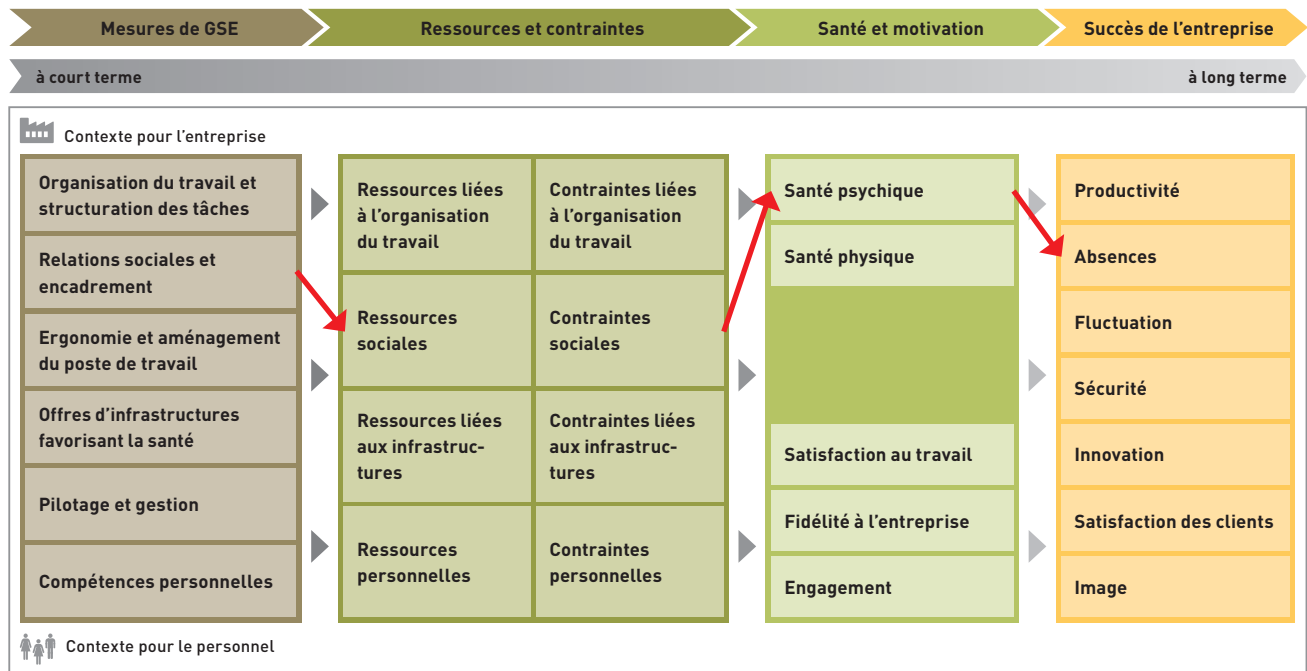 Mesures de GSE
Ressources et contraintes
Santé et motivation
Succès de l’entreprise
à court terme
à long terme
Contexte pour l’entreprise
Organisation du travail et
structuration des tâches
Relations sociales et
encadrement
Ergonomie et aménagement
du poste de travail
Offres d’infrastructures
favorisant la santé
Pilotage et gestion
Compétences personnelles
Ressources liées
à l’organisation
du travail
Contraintes liées
à l’organisation
du travail
Ressources
sociales
Contraintes
sociales
Ressources liées
aux infrastruc-
tures
Contraintes liées
aux infrastruc-
tures
Ressources
personnelles
Contraintes
personnelles
Santé psychique
Santé physique
Satisfaction au travail
Fidélité à l’entreprise
Engagement
Productivité
Absences
Fluctuation
Sécurité
Innovation
Satisfaction des clients
Image
Contexte pour le personnel